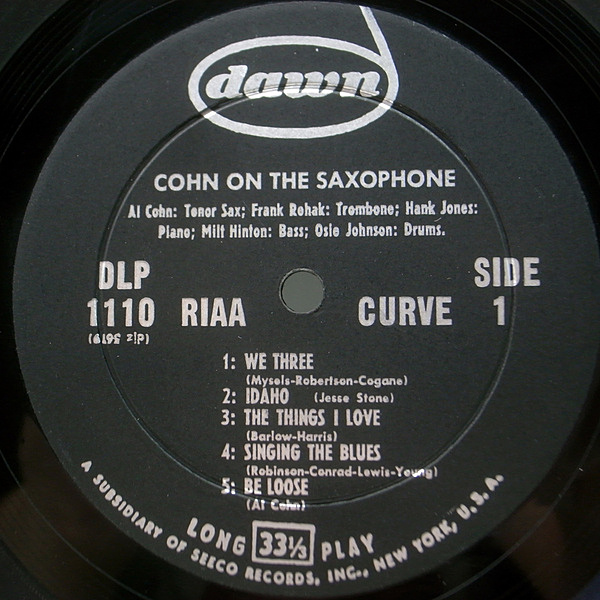 dawn
COHN ON THE SAXOPHONE
Al Cohn: Tenor Sax; Frank Rehak: Trombone; Hank Jones:
Piano; Milt Hinton: Bass; Osie Johnson: Drums.
DLP SIDE
1110 RIAA CURVE 1
1: WE THREE
(Mysels-Robertson-Cogane)
2: IDAHO (Jesse Stone)
3: THE THINGS I LOVE
(Barlow-Harris)
4: SINGING THE BLUES
(Robinson-Conrad-Lewis-Young)
5: BE LOOSE
(Al Cohn)
LONG 33⅓ PLAY
A SUBSIDIARY OF SEECO RECORDS, INC., NEW YORK, U.S.A.